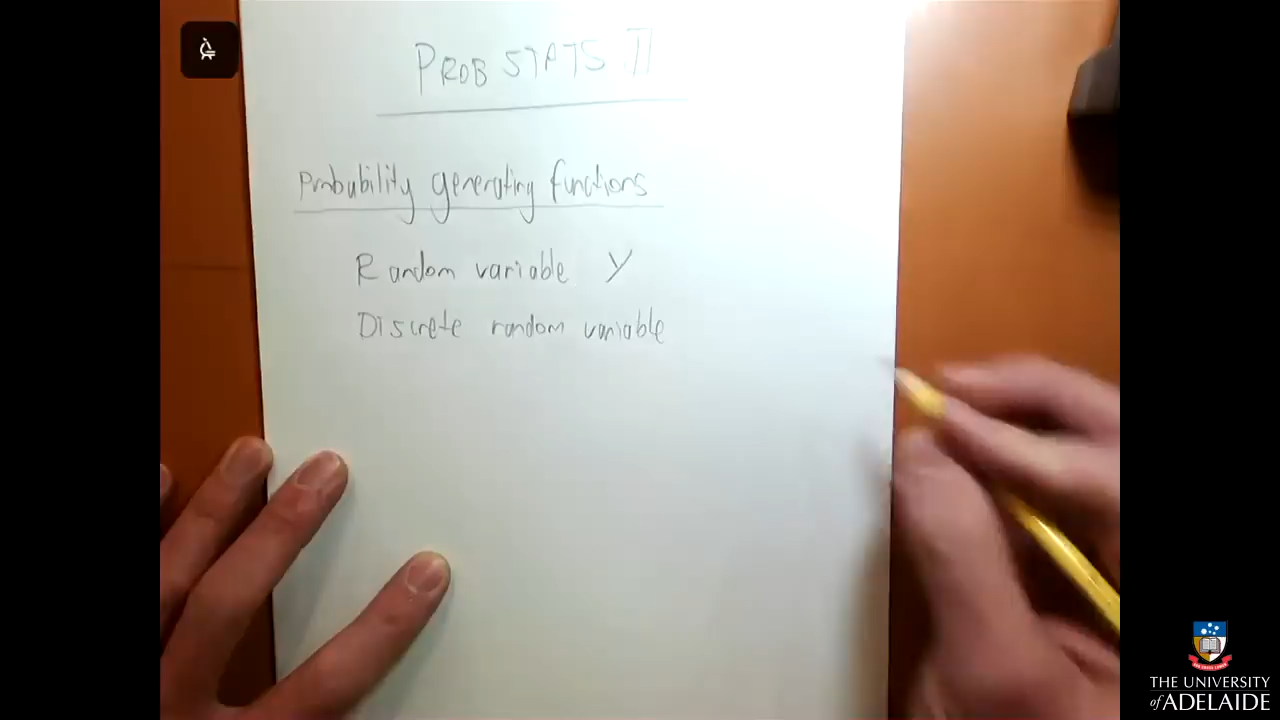 PROB STATS II
Probability generating functions
Random variable Y
Discrete random variable
THE UNIVERSITY
of ADELAIDE